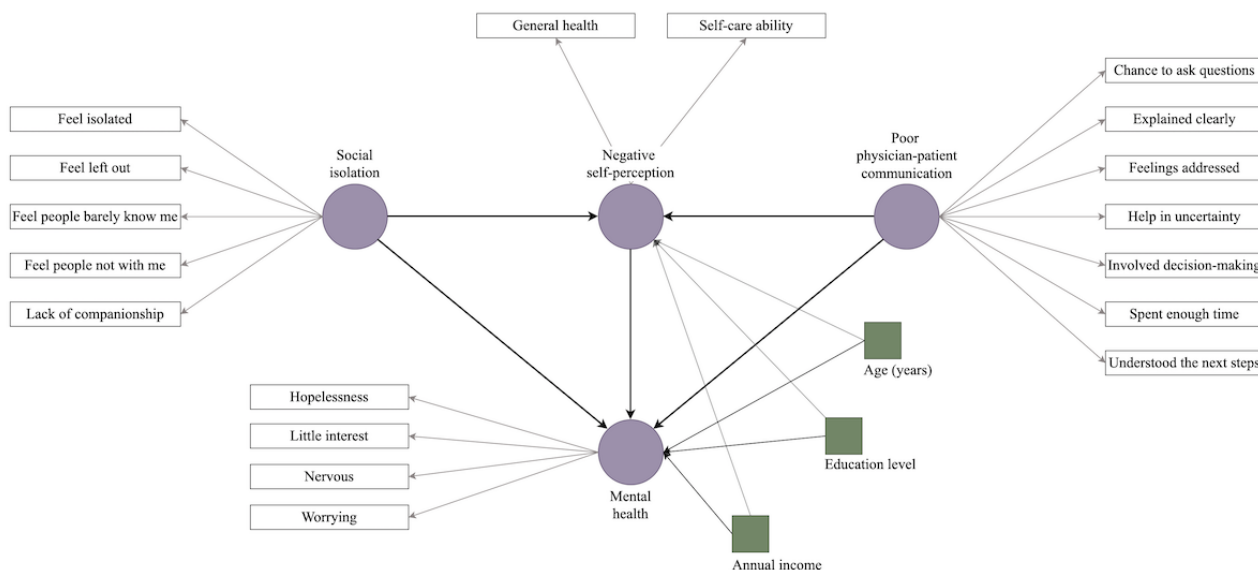 General health
Self-care ability
Chance to ask questions
Explained clearly
Feelings addressed
Help in uncertainty
Involved decision-making
Spent enough time
Understood the next steps
Feel isolated
Feel left out
Feel people barely know me
Feel people not with me
Lack of companionship
Social
isolation
Negative
self-perception
Poor
physician-patient
communication
Age (years)
Education level
Annual income
Hopelessness
Little interest
Nervous
Worrying
Mental
health